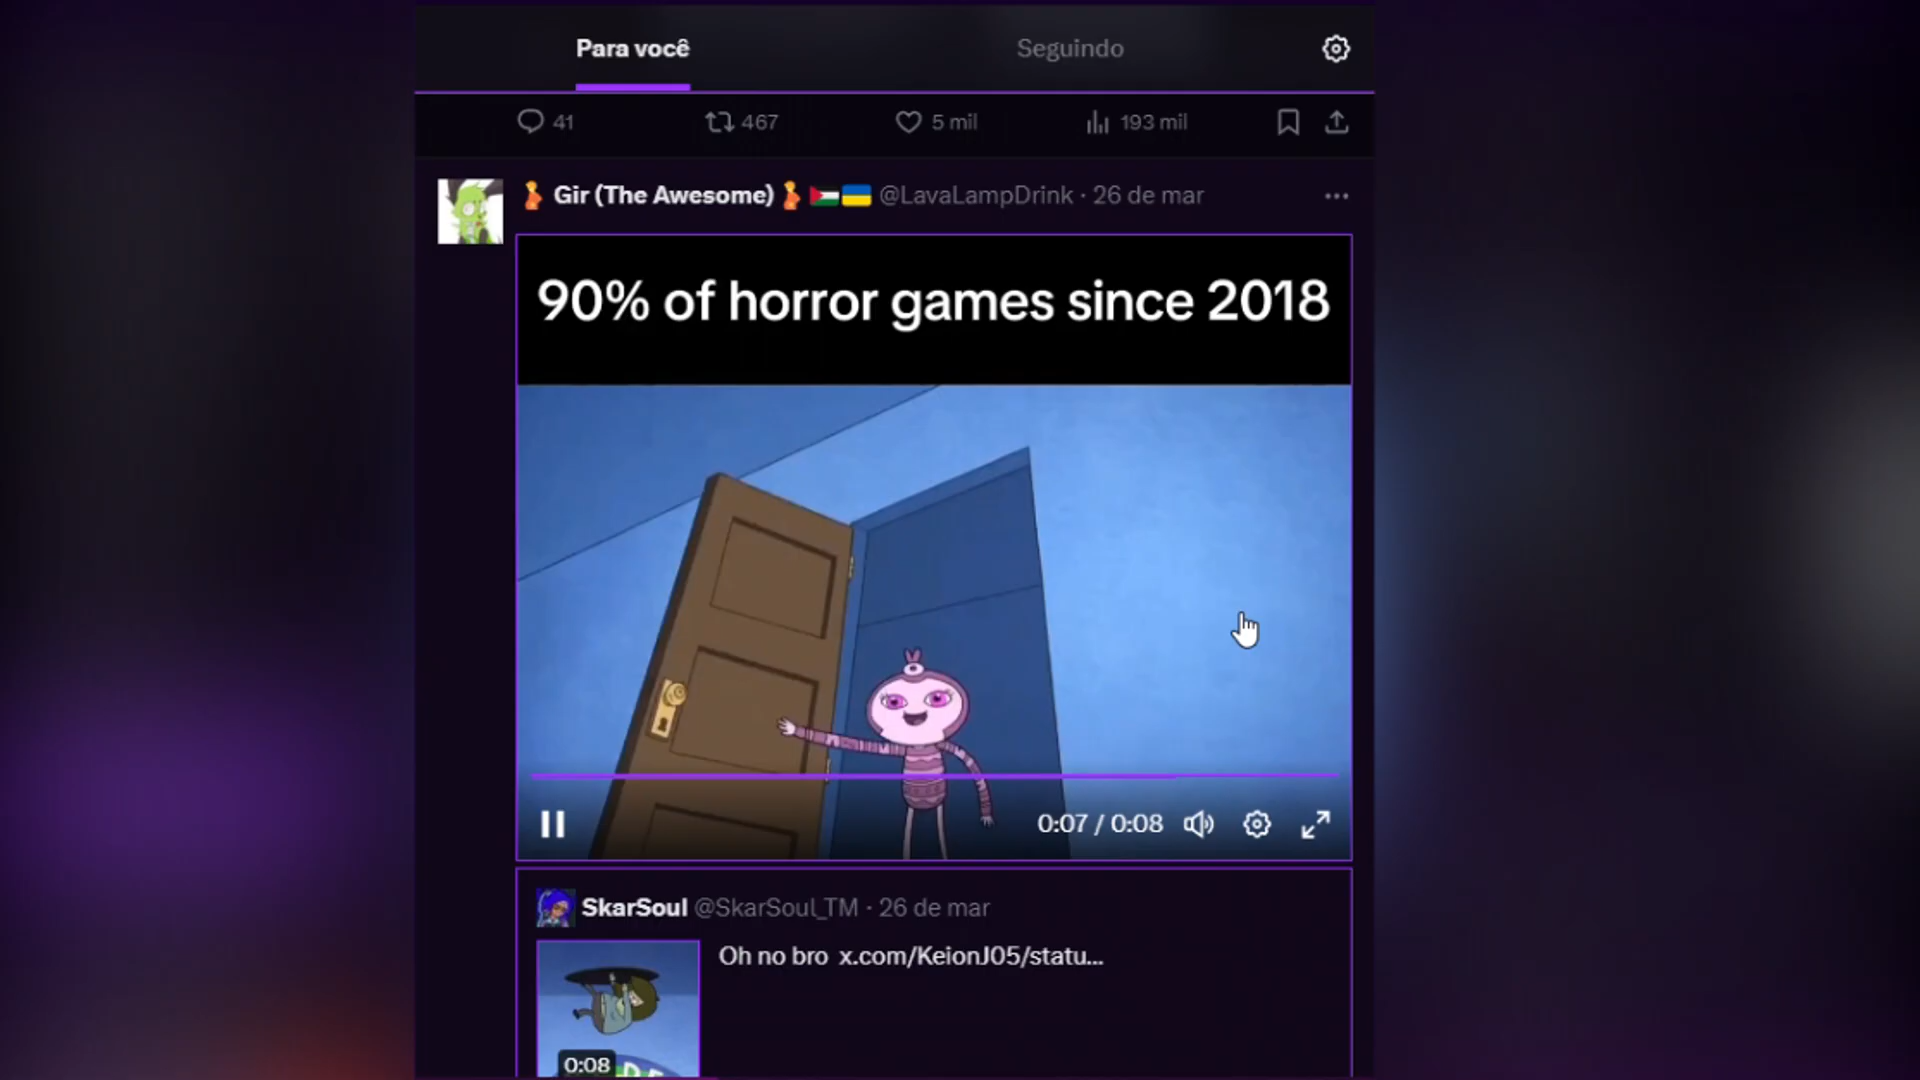 Para você
Seguindo
41
467
5 mil
193 mil
Gir (The Awesome) @LavaLampDrink · 26 de mar
90% of horror games since 2018
0:07 / 0:08
SkarSoul @SkarSoul_TM · 26 de mar
Oh no bro x.com/KeionJ05/statu...
0:08